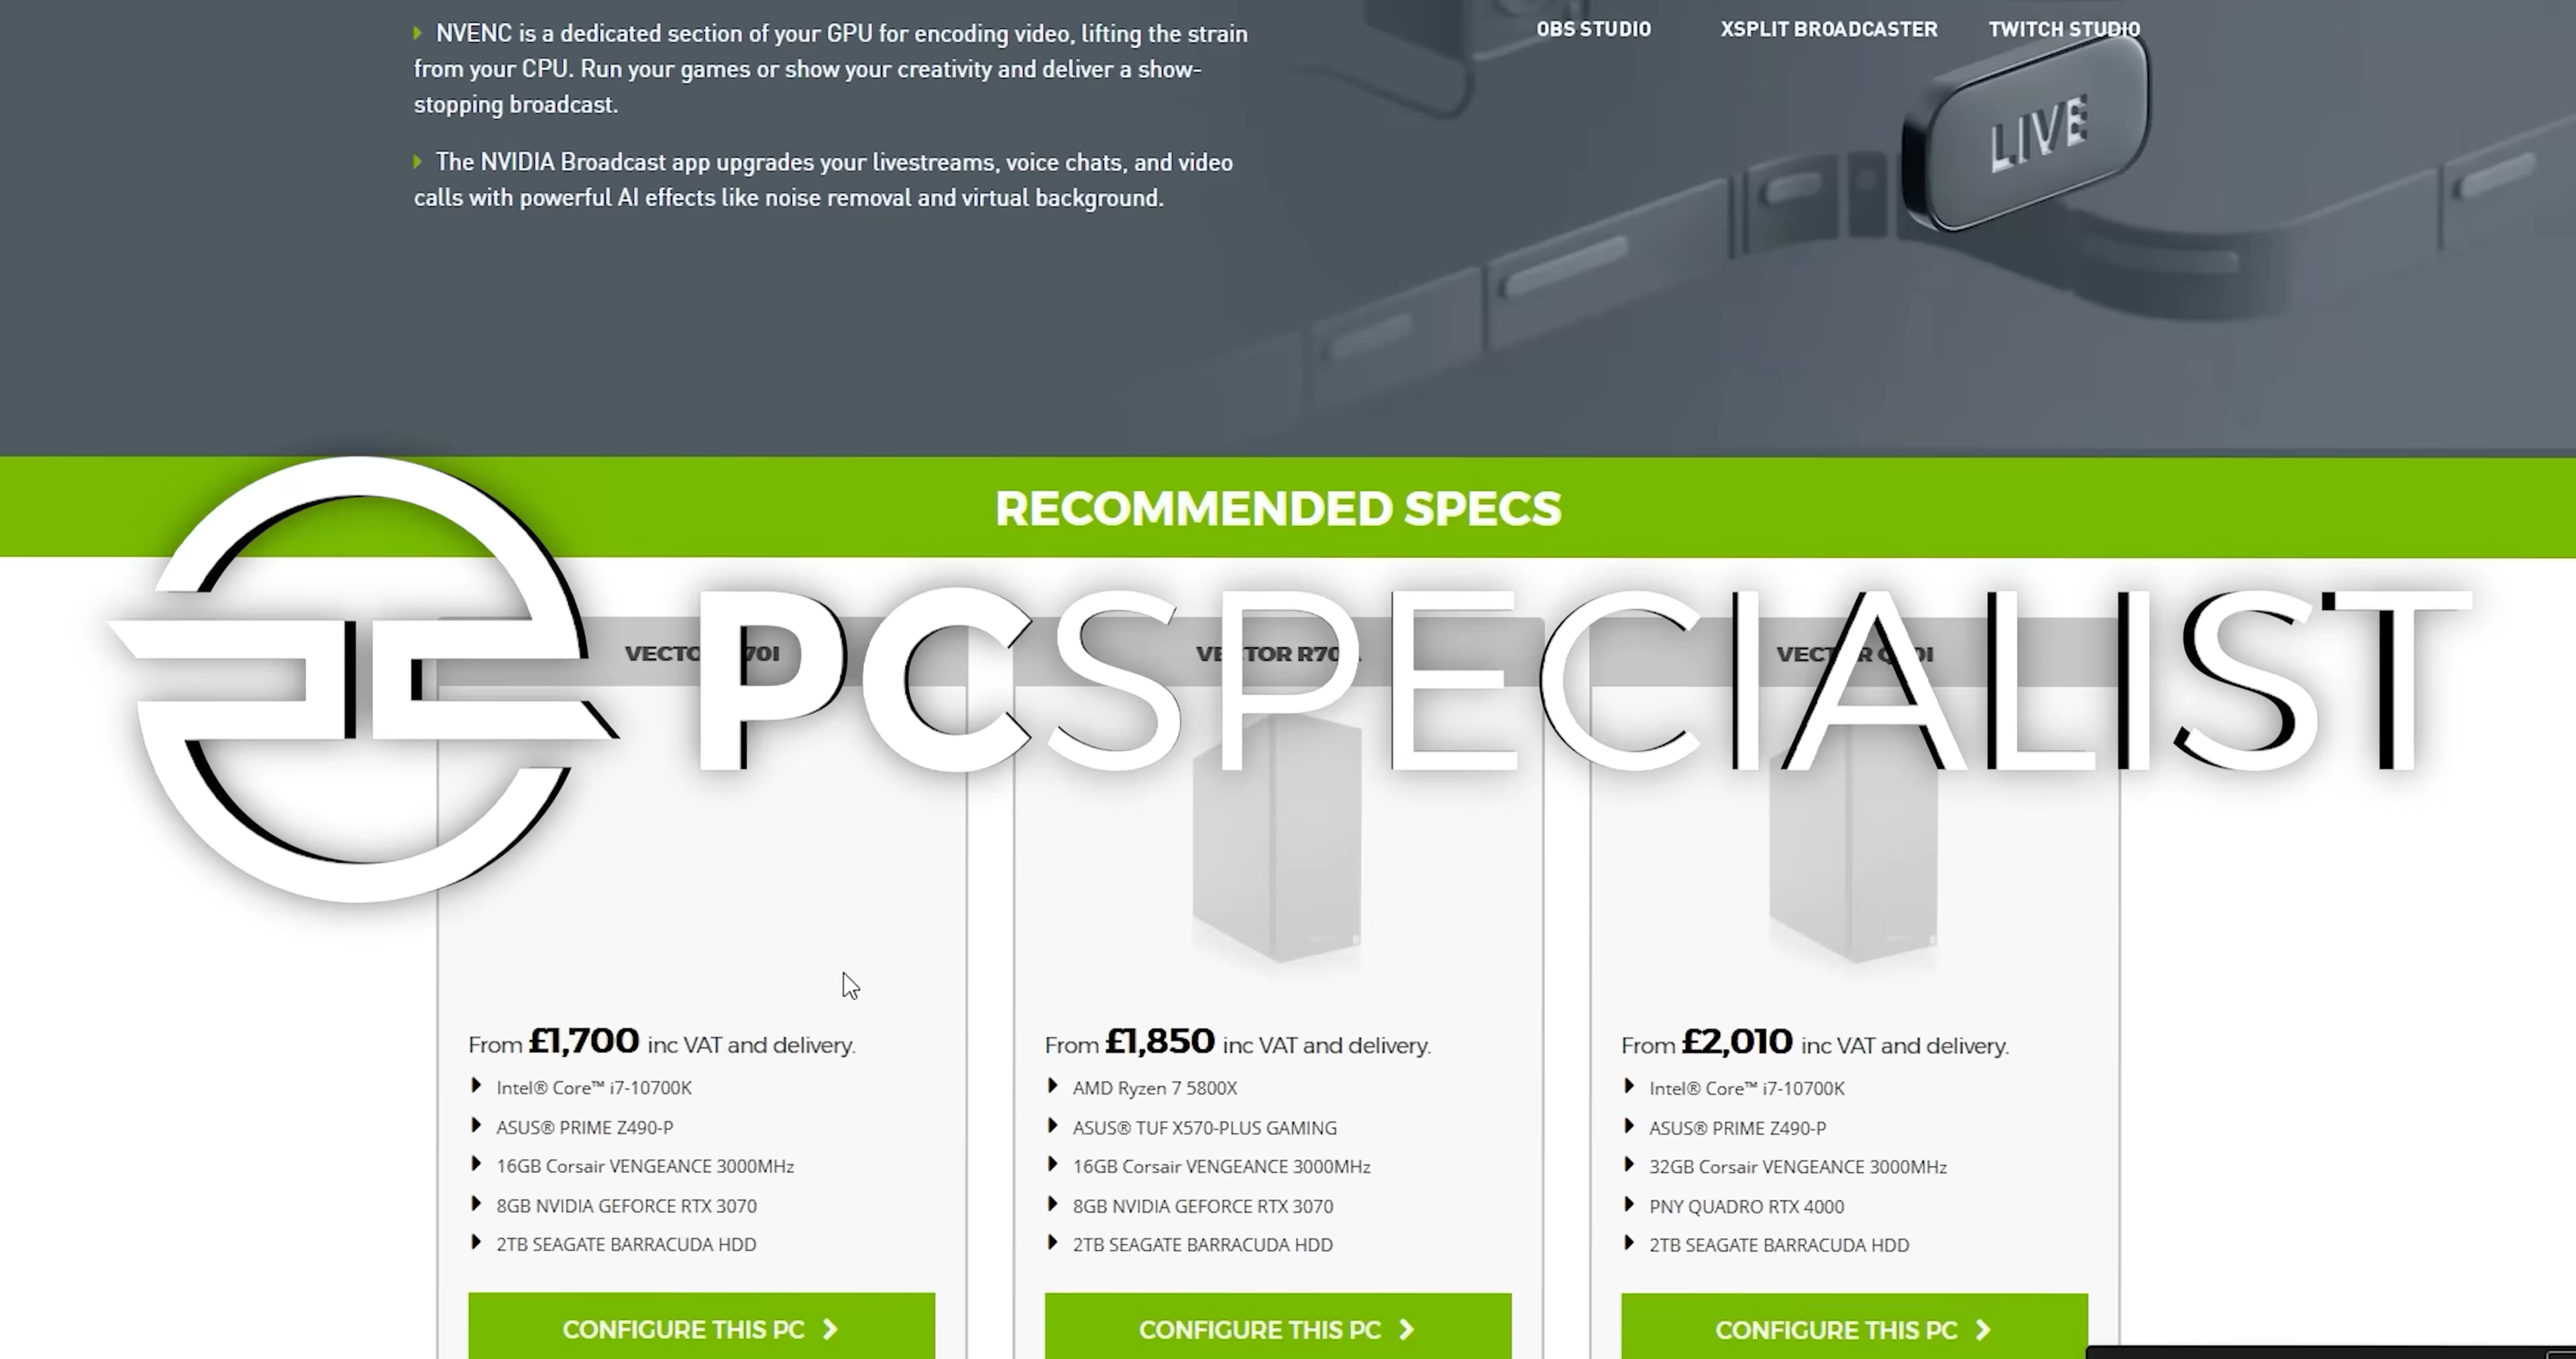 NVENC is a dedicated section of your GPU for encoding video, lifting the strain
from your CPU. Run your games or show your creativity and deliver a show-
stopping broadcast.
The NVIDIA Broadcast app upgrades your livestreams, voice chats, and video
calls with powerful AI effects like noise removal and virtual background.
OBS STUDIO XSPLIT BROADCASTER TWITCH STUDIO
LIVE
RECOMMENDED SPECS
PCSPECIALIST
From £1,700 inc VAT and delivery.
Intel® Core™ i7-10700K
ASUS® PRIME Z490-P
16GB Corsair VENGEANCE 3000MHz
8GB NVIDIA GEFORCE RTX 3070
2TB SEAGATE BARRACUDA HDD
CONFIGURE THIS PC
From £1,850 inc VAT and delivery.
AMD Ryzen 7 5800X
ASUS® TUF X570-PLUS GAMING
16GB Corsair VENGEANCE 3000MHz
8GB NVIDIA GEFORCE RTX 3070
2TB SEAGATE BARRACUDA HDD
CONFIGURE THIS PC
From £2,010 inc VAT and delivery.
Intel® Core™ i7-10700K
ASUS® PRIME Z490-P
32GB Corsair VENGEANCE 3000MHz
PNY QUADRO RTX 4000
2TB SEAGATE BARRACUDA HDD
CONFIGURE THIS PC